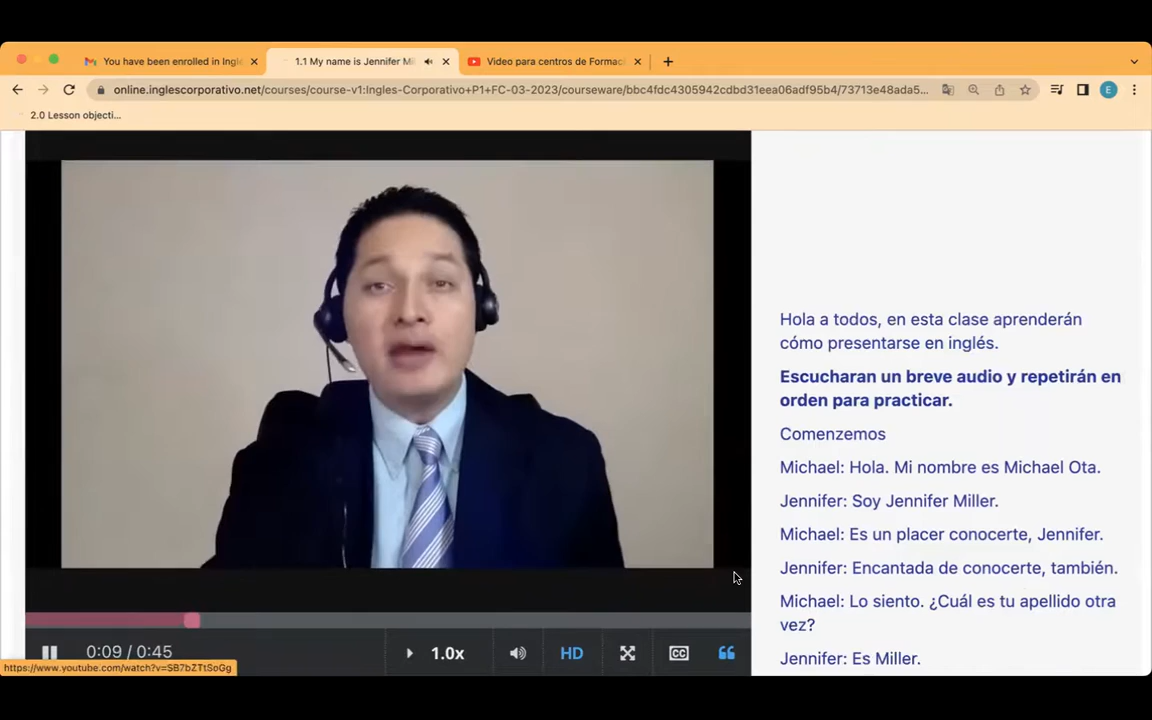 You have been enrolled in Ingl
1.1 My name is Jennifer Mi
Video para centros de Formac
online.inglescorporativo.net/courses/course-v1:Ingles-Corporativo+P1+FC-03-2023/courseware/bbc4fdc4305942cdbd31eea06adf95b4/73713e48ada5...
E
2.0 Lesson objecti...
Hola a todos, en esta clase aprenderán
cómo presentarse en inglés.
Escucharan un breve audio y repetirán en
orden para practicar.
Comenzemos
Michael: Hola. Mi nombre es Michael Ota.
Jennifer: Soy Jennifer Miller.
Michael: Es un placer conocerte, Jennifer.
Jennifer: Encantada de conocerte, también.
Michael: Lo siento. ¿Cuál es tu apellido otra
vez?
Jennifer: Es Miller.
0:09 / 0:45
1.0x
HD
CC
https://www.youtube.com/watch?v=SB7bZTtSoGg